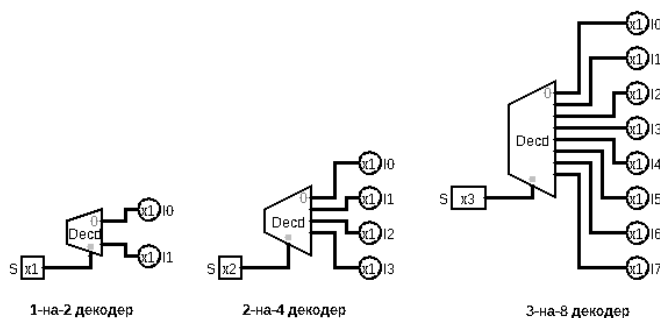 0
Decd
S x1
x1 I0
x1 I1
1-на-2 декодер
0
Decd
S x2
x1 I0
x1 I1
x1 I2
x1 I3
2-на-4 декодер
0
Decd
S x3
x1 I0
x1 I1
x1 I2
x1 I3
x1 I4
x1 I5
x1 I6
x1 I7
3-на-8 декодер